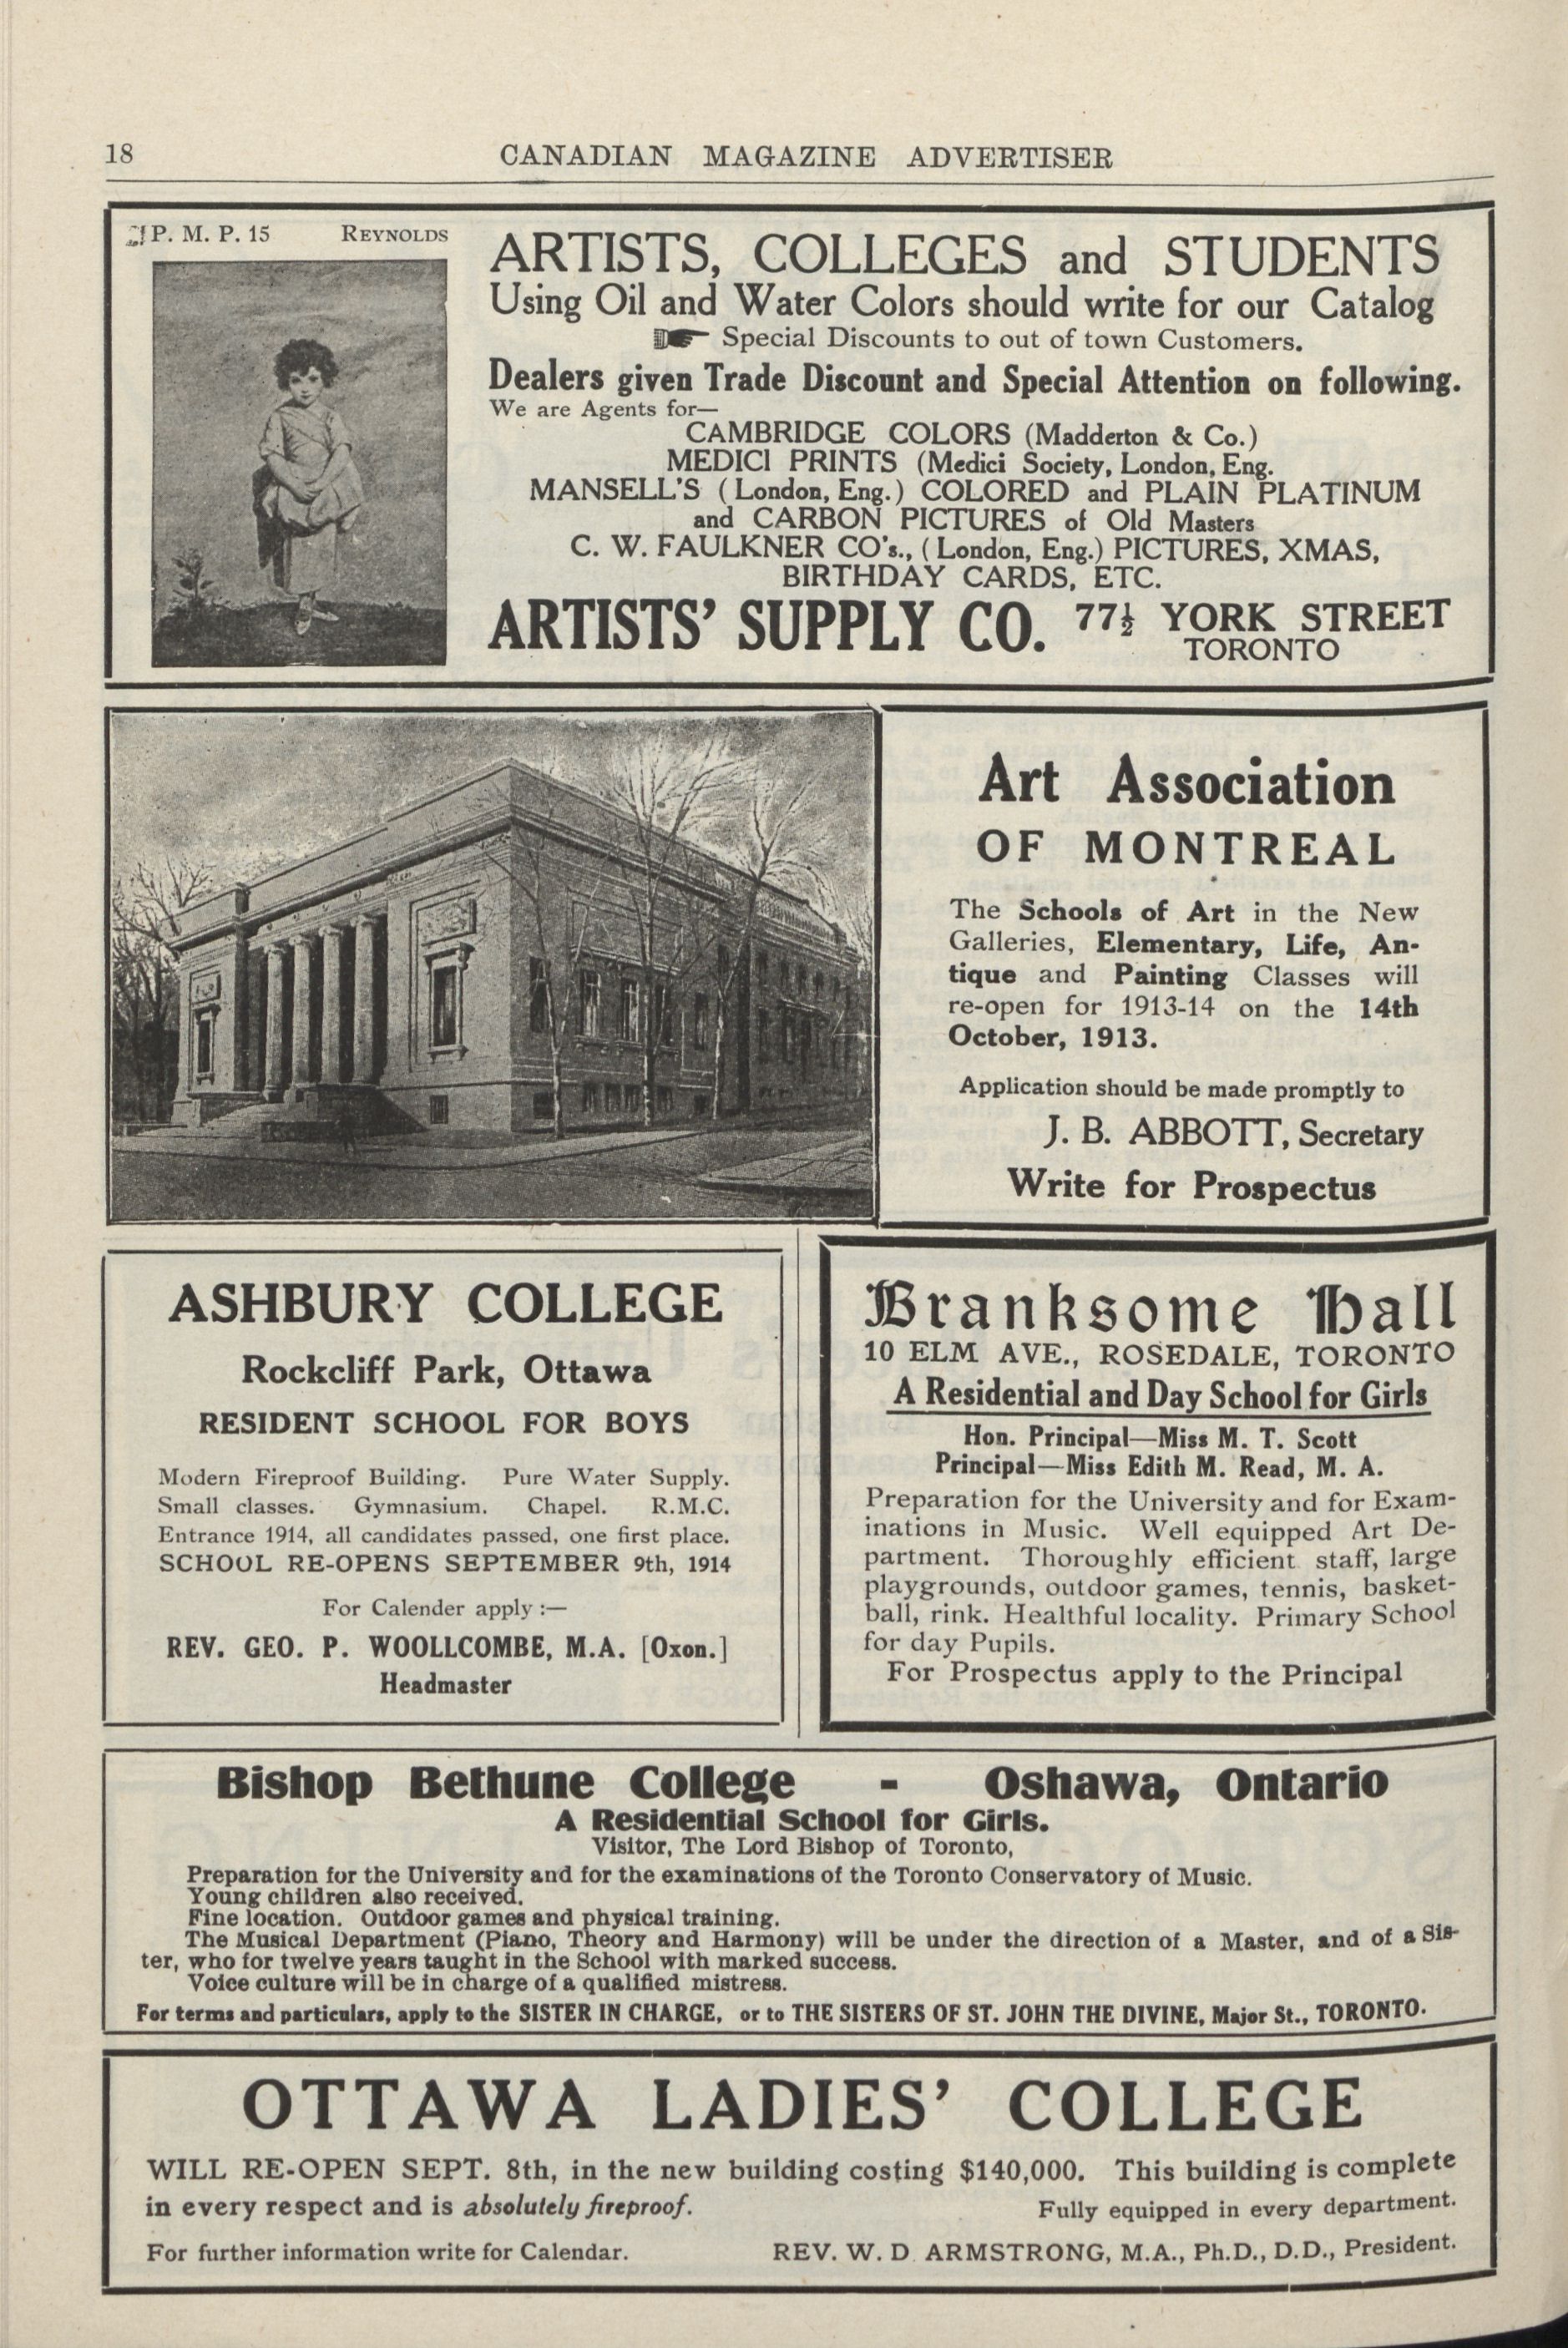 18
CANADIAN MAGAZINE ADVERTISER
P. M. P. 15 REYNOLDS
ARTISTS, COLLEGES and STUDENTS
Using Oil and Water Colors should write for our Catalog
Special Discounts to out of town Customers.
Dealers given Trade Discount and Special Attention on following.
We are Agents for—
CAMBRIDGE COLORS (Madderton & Co.)
MEDICI PRINTS (Medici Society, London, Eng.
MANSELL'S (London, Eng.) COLORED and PLAIN PLATINUM
and CARBON PICTURES of Old Masters
C. W. FAULKNER CO's., (London, Eng.) PICTURES, XMAS,
BIRTHDAY CARDS, ETC.
ARTISTS' SUPPLY CO. 77½ YORK STREET
TORONTO
Art Association
OF MONTREAL
The Schools of Art in the New
Galleries, Elementary, Life, An-
tique and Painting Classes will
re-open for 1913-14 on the 14th
October, 1913.
Application should be made promptly to
J. B. ABBOTT, Secretary
Write for Prospectus
ASHBURY COLLEGE
Rockcliff Park, Ottawa
RESIDENT SCHOOL FOR BOYS
Modern Fireproof Building. Pure Water Supply.
Small classes. Gymnasium. Chapel. R.M.C.
Entrance 1914, all candidates passed, one first place.
SCHOOL RE-OPENS SEPTEMBER 9th, 1914
For Calender apply :—
REV. GEO. P. WOOLLCOMBE, M.A. [Oxon.]
Headmaster
Branksome Hall
10 ELM AVE., ROSEDALE, TORONTO
A Residential and Day School for Girls
Hon. Principal—Miss M. T. Scott
Principal—Miss Edith M. Read, M. A.
Preparation for the University and for Exam-
inations in Music. Well equipped Art De-
partment. Thoroughly efficient staff, large
playgrounds, outdoor games, tennis, basket-
ball, rink. Healthful locality. Primary School
for day Pupils.
For Prospectus apply to the Principal
Bishop Bethune College - Oshawa, Ontario
A Residential School for Girls.
Visitor, The Lord Bishop of Toronto,
Preparation for the University and for the examinations of the Toronto Conservatory of Music.
Young children also received.
Fine location. Outdoor games and physical training.
The Musical Department (Piano, Theory and Harmony) will be under the direction of a Master, and of a Sis-
ter, who for twelve years taught in the School with marked success.
Voice culture will be in charge of a qualified mistress.
For terms and particulars, apply to the SISTER IN CHARGE, or to THE SISTERS OF ST. JOHN THE DIVINE, Major St., TORONTO.
OTTAWA LADIES' COLLEGE
WILL RE-OPEN SEPT. 8th, in the new building costing $140,000. This building is complete
in every respect and is absolutely fireproof. Fully equipped in every department.
For further information write for Calendar. REV. W. D ARMSTRONG, M.A., Ph.D., D.D., President.